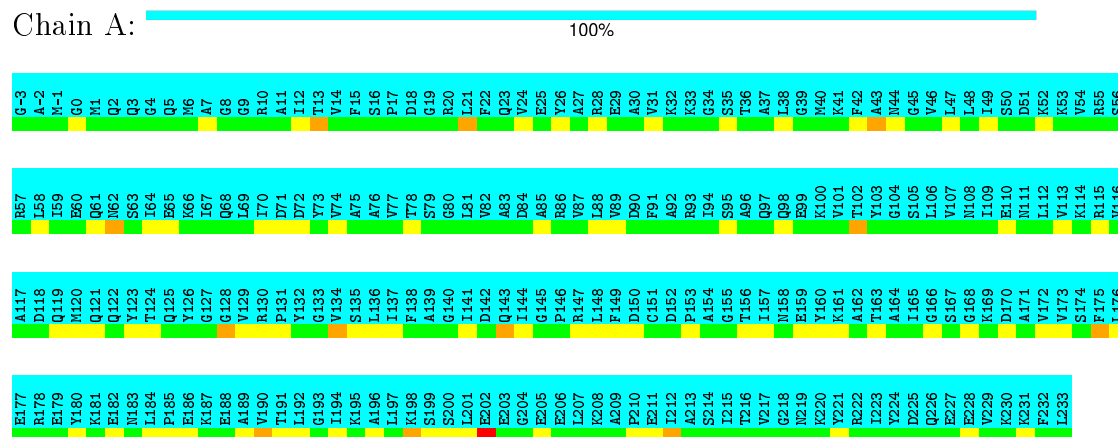 Chain A:
100%
G-3 A-2 M-1 G0 M1 Q2 Q3 G4 Q5 M6 A7 G8 G9 R10 A11 I12 T13 V14 F15 S16 P17 D18 G19 R20 L21 F22 Q23 V24 E25 Y26 A27 R28 E29 A30 V31 K32 K33 G34 S35 T36 A37 L38 G39 M40 K41 F42 A43 N44 G45 V46 L47 L48 I49 S50 D51 K52 K53 V54 R55
R57 L58 I59 E60 Q61 N62 S63 I64 E65 K66 I67 Q68 L69 I70 D71 D72 Y73 V74 A75 A76 V77 T78 S79 G80 L81 V82 A83 D84 A85 R86 V87 L88 V89 D90 F91 A92 R93 I94 S95 A96 Q97 Q98 E99 K100 V101 T102 Y103 G104 S105 L106 V107 N108 I109 E110 N111 L112 V113 K114 R115
A117 D118 Q119 M120 Q121 Q122 Y123 T124 Q125 Y126 G127 G128 V129 R130 P131 Y132 G133 V134 S135 L136 I137 F138 A139 G140 I141 D142 Q143 I144 G145 P146 R147 L148 F149 D150 C151 D152 P153 A154 G155 T156 I157 N158 E159 Y160 K161 A162 T163 A164 I165 G166 S167 G168 K169 D170 A171 V172 V173 S174 F175
E177 R178 E179 Y180 K181 E182 N183 L184 P185 E186 K187 E188 A189 V190 T191 L192 G193 I194 K195 A196 L197 K198 S199 S200 L201 E202 E203 G204 E205 E206 L207 K208 A209 P210 E211 I212 A213 S214 I215 T216 V217 G218 N219 K220 Y221 R222 I223 Y224 D225 Q226 E227 E228 V229 K230 K231 F232 L233